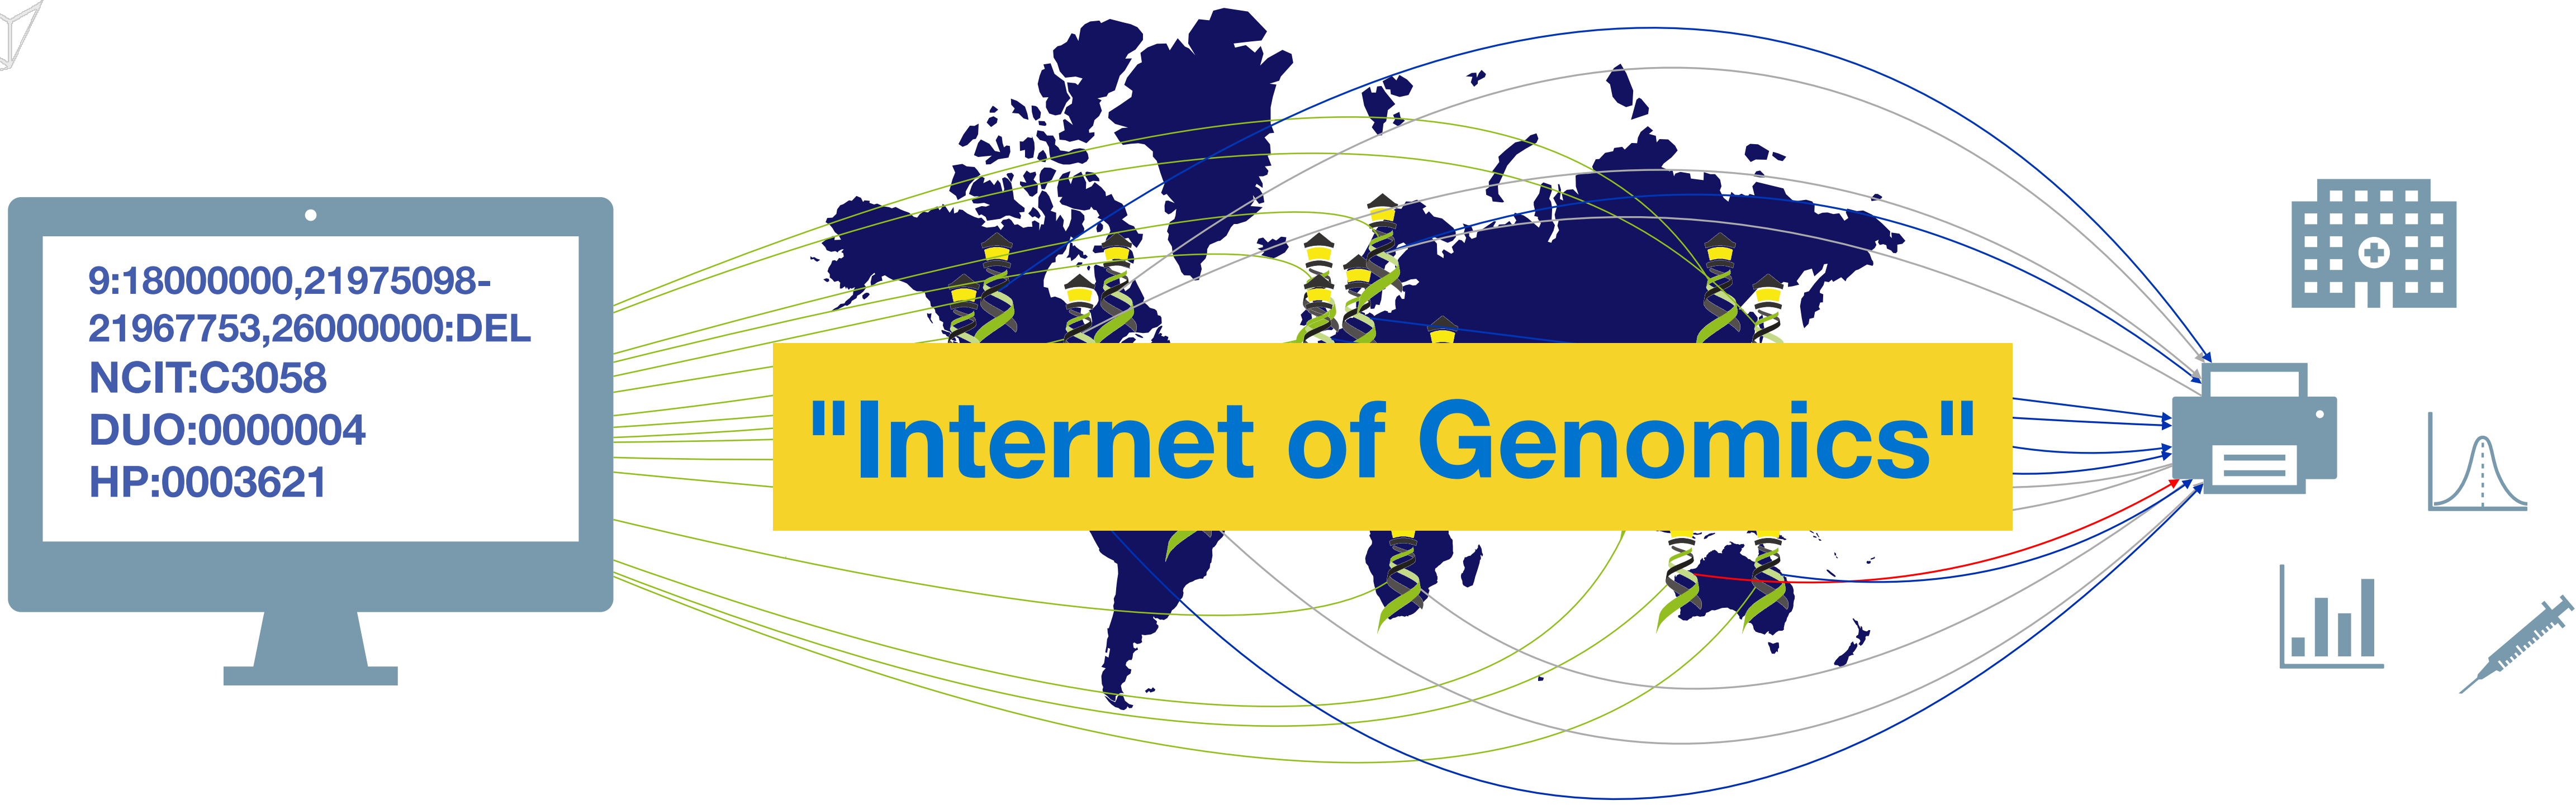 9:18000000,21975098-
21967753,26000000:DEL
NCIT:C3058
DUO:0000004
HP:0003621
"Internet of Genomics"